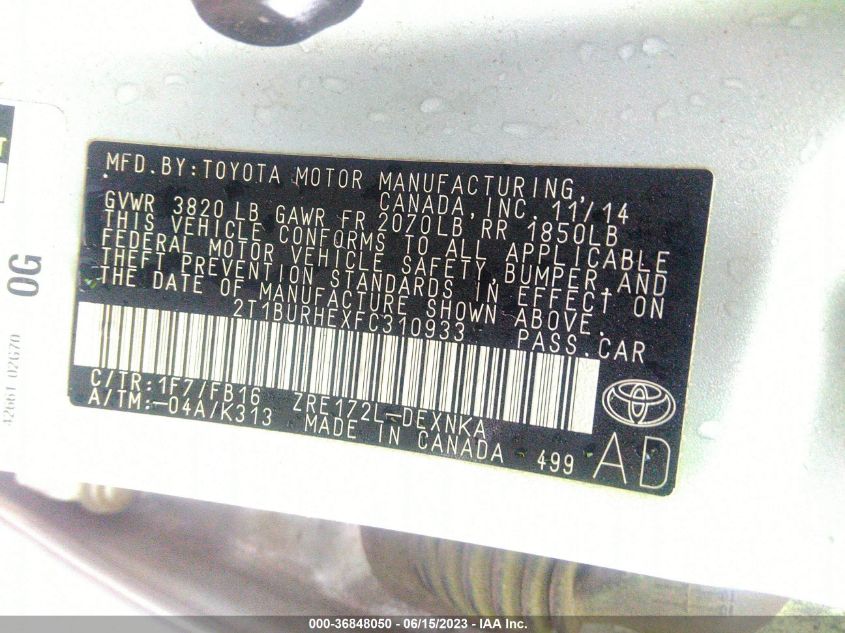 MFD.BY:TOYOTA MOTOR MANUFACTURING,
CANADA,INC. 11/14
GVWR 3820 LB GAWR FR 2070LB RR 1850LB
THIS VEHICLE CONFORMS TO ALL APPLICABLE
FEDERAL MOTOR VEHICLE SAFETY,BUMPER,AND
THEFT PREVENTION STANDARDS IN EFFECT ON
THE DATE OF MANUFACTURE SHOWN ABOVE.
2T1BURHEXFC310933 PASS.CAR
C/TR:1F7/FB16 ZRE172L-DEXNKA
A/TM:-04A/K313 MADE IN CANADA 499
AD
T
0G
42661 02G70
000-36848050 - 06/15/2023 - IAA Inc.